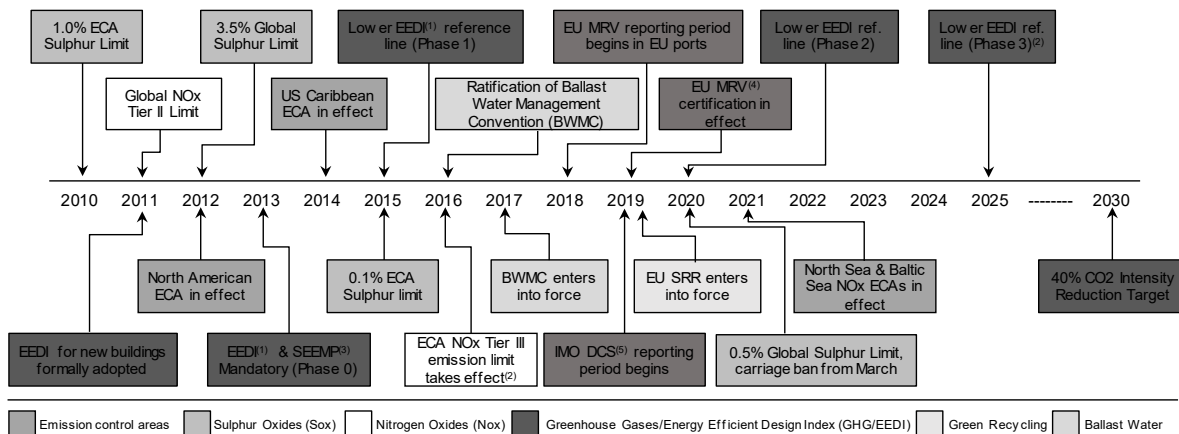 1.0% ECA
Sulphur Limit
3.5% Global
Sulphur Limit
Lower EEDI(1) reference
line (Phase 1)
EU MRV reporting period
begins in EU ports
Lower EEDI ref.
line (Phase 2)
Lower EEDI ref.
line (Phase 3)(2)
Global NOx
Tier II Limit
US Caribbean
ECA in effect
Ratification of Ballast
Water Management
Convention (BWMC)
EU MRV(4)
certification in
effect
2010 2011 2012 2013 2014 2015 2016 2017 2018 2019 2020 2021 2022 2023 2024 2025 -------- 2030
North American
ECA in effect
0.1% ECA
Sulphur limit
BWMC enters
into force
EU SRR enters
into force
North Sea & Baltic
Sea NOx ECAs in
effect
40% CO2 Intensity
Reduction Target
EEDI for new buildings
formally adopted
EEDI(1) & SEEMP(3)
Mandatory (Phase 0)
ECA NOx Tier III
emission limit
takes effect(2)
IMO DCS(5) reporting
period begins
0.5% Global Sulphur Limit,
carriage ban from March
Emission control areas
Sulphur Oxides (Sox)
Nitrogen Oxides (Nox)
Greenhouse Gases/Energy Efficient Design Index (GHG/EEDI)
Green Recycling
Ballast Water